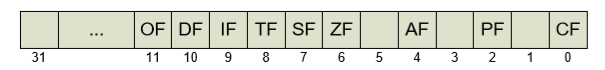 ... OF DF IF TF SF ZF AF PF CF
31 11 10 9 8 7 6 5 4 3 2 1 0